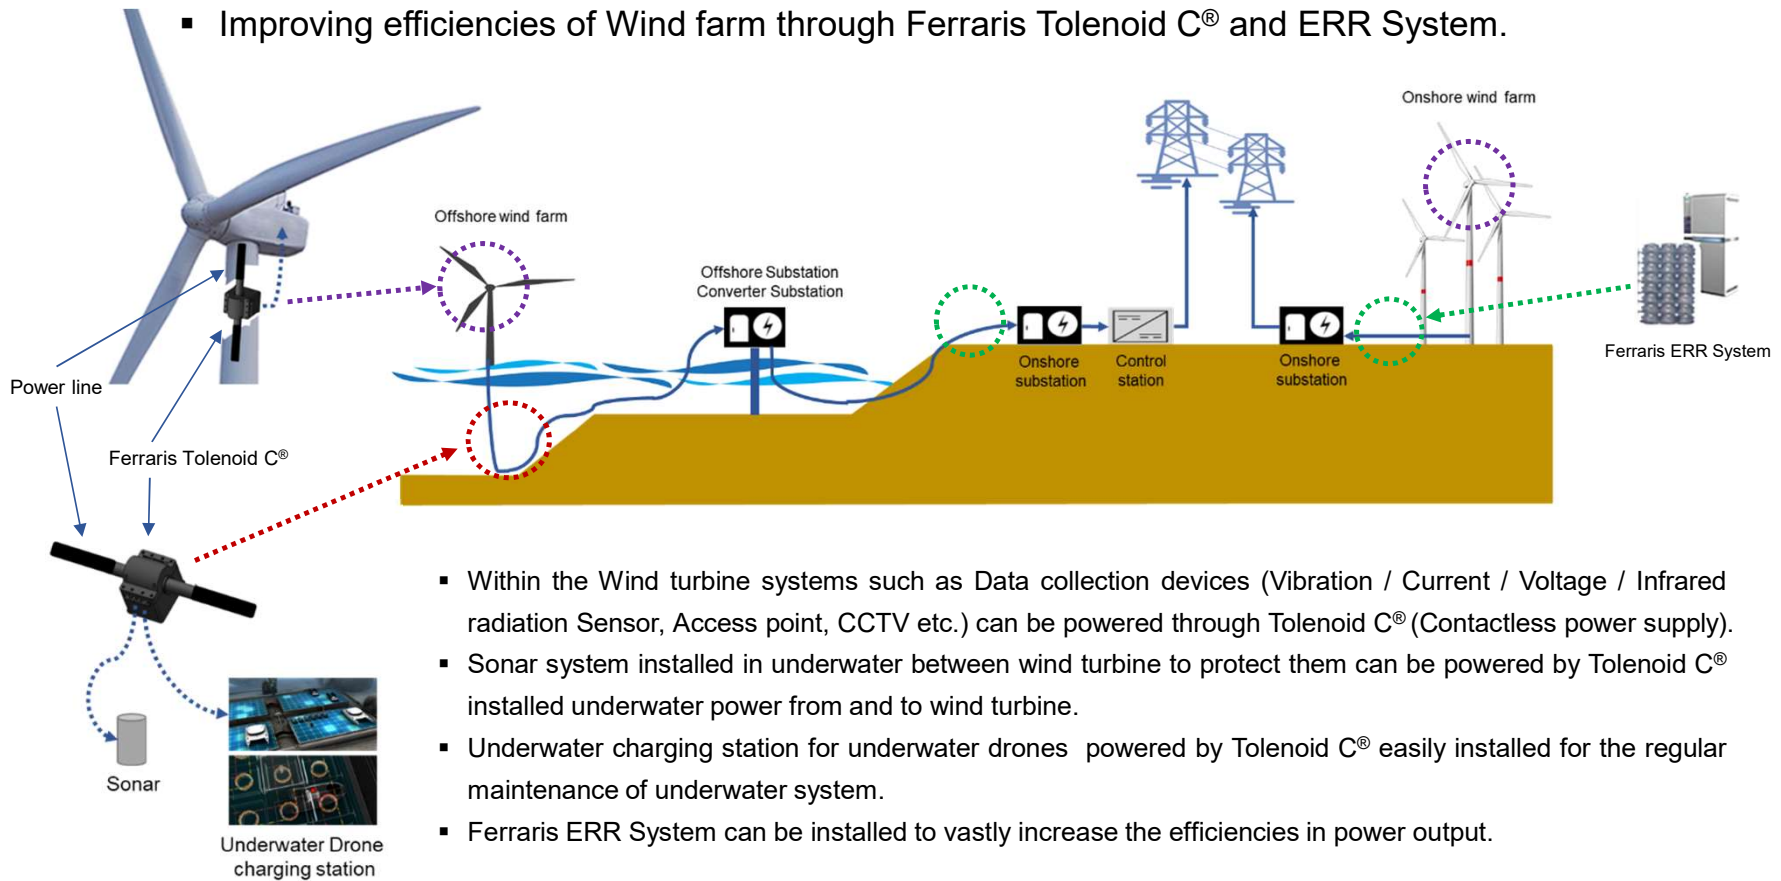 ▪ Improving efficiencies of Wind farm through Ferraris Tolenoid C® and ERR System.
Onshore wind farm
Offshore wind farm
Offshore Substation
Converter Substation
Onshore
substation
Control
station
Onshore
substation
Ferraris ERR System
Power line
Ferraris Tolenoid C®
Sonar
Underwater Drone
charging station
▪ Within the Wind turbine systems such as Data collection devices (Vibration / Current / Voltage / Infrared
radiation Sensor, Access point, CCTV etc.) can be powered through Tolenoid C® (Contactless power supply).
▪ Sonar system installed in underwater between wind turbine to protect them can be powered by Tolenoid C®
installed underwater power from and to wind turbine.
▪ Underwater charging station for underwater drones powered by Tolenoid C® easily installed for the regular
maintenance of underwater system.
▪ Ferraris ERR System can be installed to vastly increase the efficiencies in power output.